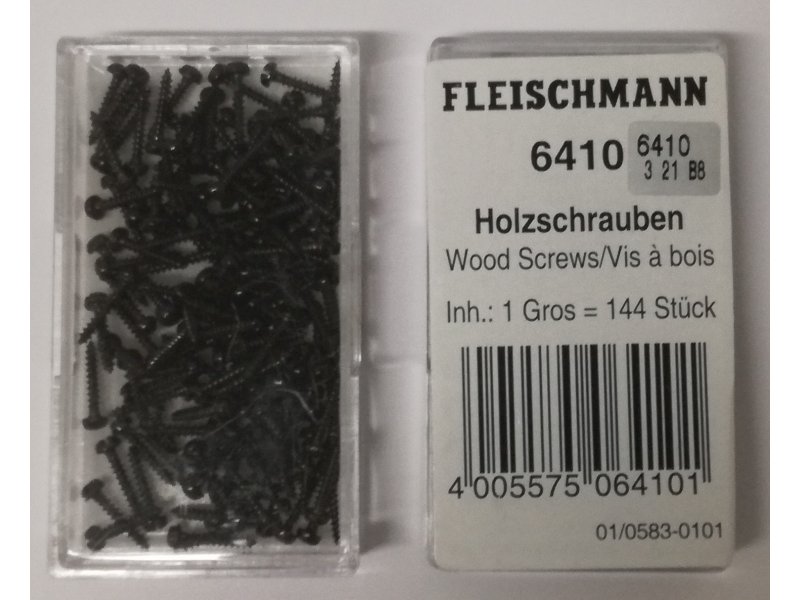 FLEISCHMANN
6410
6410
3 21 B8
Holzschrauben
Wood Screws/Vis à bois
Inh.: 1 Gros = 144 Stück
4 005575 064101
01/0583-0101